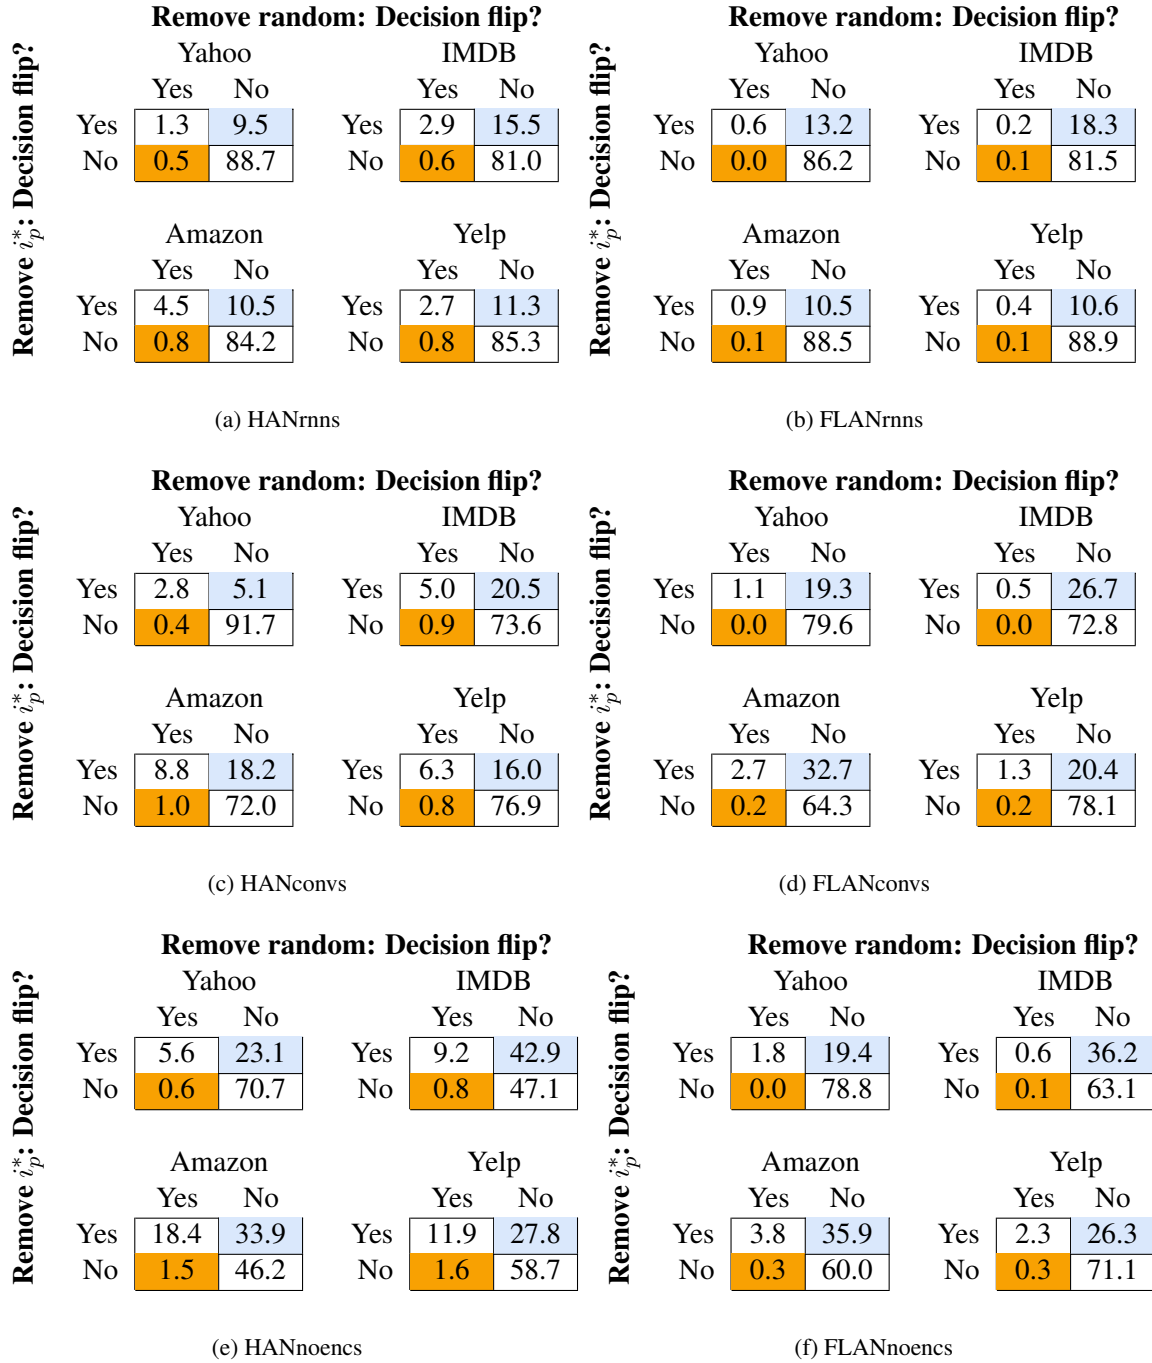 Remove random: Decision flip?
Remove i*p: Decision flip?
Yahoo IMDB
Yes No Yes No
Yes 1.3 9.5 Yes 2.9 15.5
No 0.5 88.7 No 0.6 81.0
Amazon Yelp
Yes No Yes No
Yes 4.5 10.5 Yes 2.7 11.3
No 0.8 84.2 No 0.8 85.3
(a) HANrnns
Remove random: Decision flip?
Remove i*p: Decision flip?
Yahoo IMDB
Yes No Yes No
Yes 0.6 13.2 Yes 0.2 18.3
No 0.0 86.2 No 0.1 81.5
Amazon Yelp
Yes No Yes No
Yes 0.9 10.5 Yes 0.4 10.6
No 0.1 88.5 No 0.1 88.9
(b) FLANrnns
Remove random: Decision flip?
Remove i*p: Decision flip?
Yahoo IMDB
Yes No Yes No
Yes 2.8 5.1 Yes 5.0 20.5
No 0.4 91.7 No 0.9 73.6
Amazon Yelp
Yes No Yes No
Yes 8.8 18.2 Yes 6.3 16.0
No 1.0 72.0 No 0.8 76.9
(c) HANconvs
Remove random: Decision flip?
Remove i*p: Decision flip?
Yahoo IMDB
Yes No Yes No
Yes 1.1 19.3 Yes 0.5 26.7
No 0.0 79.6 No 0.0 72.8
Amazon Yelp
Yes No Yes No
Yes 2.7 32.7 Yes 1.3 20.4
No 0.2 64.3 No 0.2 78.1
(d) FLANconvs
Remove random: Decision flip?
Remove i*p: Decision flip?
Yahoo IMDB
Yes No Yes No
Yes 5.6 23.1 Yes 9.2 42.9
No 0.6 70.7 No 0.8 47.1
Amazon Yelp
Yes No Yes No
Yes 18.4 33.9 Yes 11.9 27.8
No 1.5 46.2 No 1.6 58.7
(e) HANnoencs
Remove random: Decision flip?
Remove i*p: Decision flip?
Yahoo IMDB
Yes No Yes No
Yes 1.8 19.4 Yes 0.6 36.2
No 0.0 78.8 No 0.1 63.1
Amazon Yelp
Yes No Yes No
Yes 3.8 35.9 Yes 2.3 26.3
No 0.3 60.0 No 0.3 71.1
(f) FLANnoencs